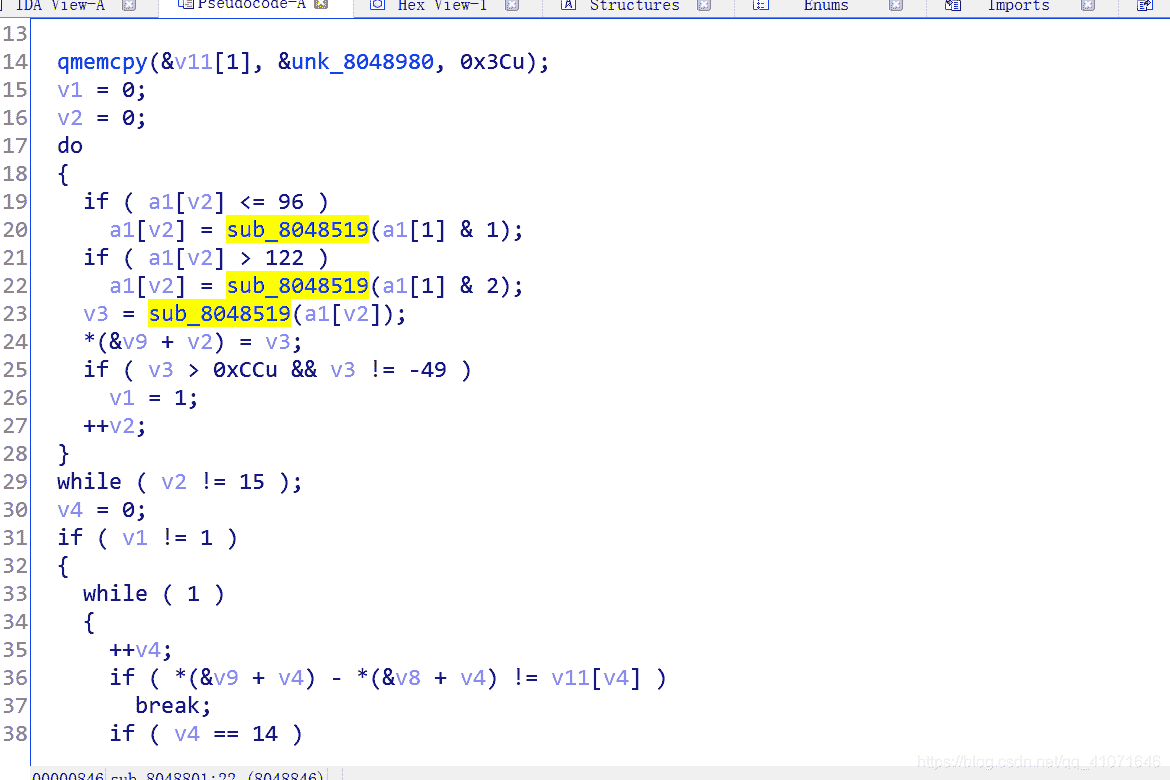 IDA View-A Pseudocode-A Hex View-1 Structures Enums Imports
13
14 qmemcpy(&v11[1], &unk_8048980, 0x3Cu);
15 v1 = 0;
16 v2 = 0;
17 do
18 {
19 if ( a1[v2] <= 96 )
20 a1[v2] = sub_8048519(a1[1] & 1);
21 if ( a1[v2] > 122 )
22 a1[v2] = sub_8048519(a1[1] & 2);
23 v3 = sub_8048519(a1[v2]);
24 *(&v9 + v2) = v3;
25 if ( v3 > 0xCCu && v3 != -49 )
26 v1 = 1;
27 ++v2;
28 }
29 while ( v2 != 15 );
30 v4 = 0;
31 if ( v1 != 1 )
32 {
33 while ( 1 )
34 {
35 ++v4;
36 if ( *(&v9 + v4) - *(&v8 + v4) != v11[v4] )
37 break;
38 if ( v4 == 14 )
https://blog.csdn.net/qq_41071646
00000846 sub_8048801:22 (8048846)